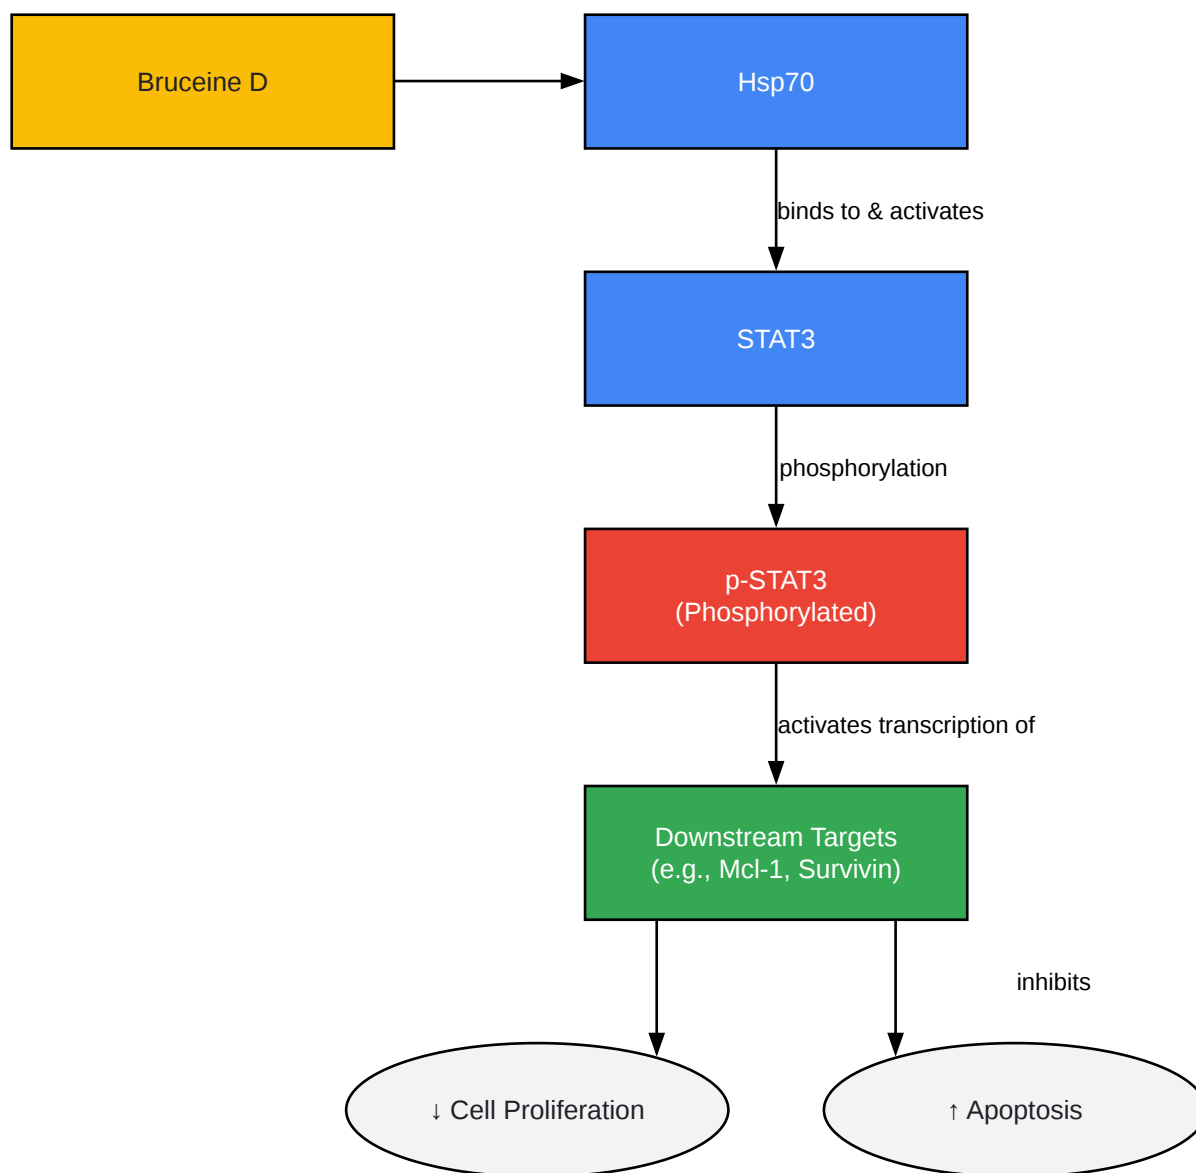 Bruceine D
Hsp70
binds to & activates
STAT3
phosphorylation
p-STAT3
(Phosphorylated)
activates transcription of
Downstream Targets
(e.g., Mcl-1, Survivin)
inhibits
↓ Cell Proliferation
↑ Apoptosis